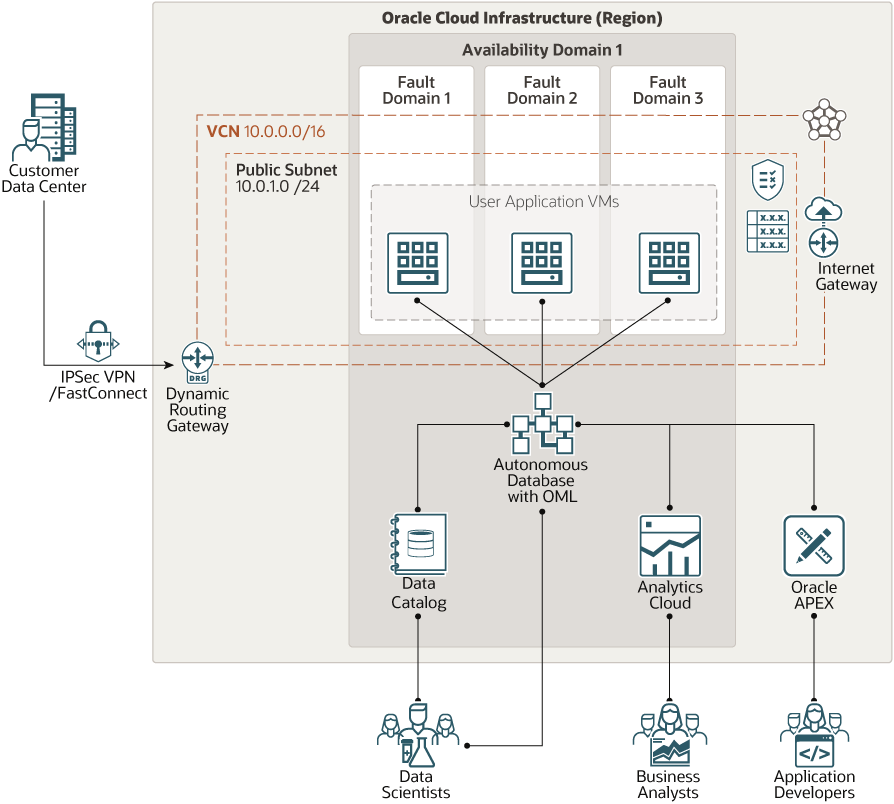 Oracle Cloud Infrastructure (Region)
Availability Domain 1
Fault
Domain 1
Fault
Domain 2
Fault
Domain 3
Customer
Data Center
VCN 10.0.0.0/16
Public Subnet
10.0.1.0 /24
User Application VMs
x.x.x.
x.x.x.
x.x.x.
Internet
Gateway
IPSec VPN
/FastConnect
DRG
Dynamic
Routing
Gateway
Autonomous
Database
with OML
Data
Catalog
Analytics
Cloud
Oracle
APEX
Data
Scientists
Business
Analysts
</>
Application
Developers